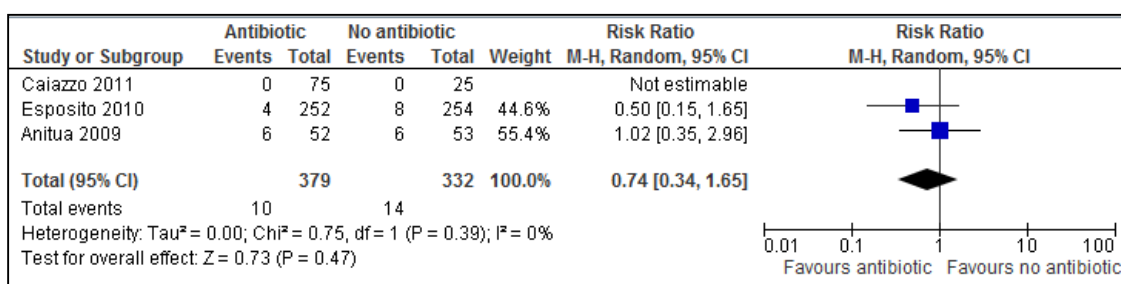 Antibiotic No antibiotic Risk Ratio Risk Ratio
Study or Subgroup Events Total Events Total Weight M-H, Random, 95% CI M-H, Random, 95% CI
Caiazzo 2011 0 75 0 25 Not estimable
Esposito 2010 4 252 8 254 44.6% 0.50 [0.15, 1.65]
Anitua 2009 6 52 6 53 55.4% 1.02 [0.35, 2.96]
Total (95% CI) 379 332 100.0% 0.74 [0.34, 1.65]
Total events 10 14
Heterogeneity: Tau² = 0.00; Chi² = 0.75, df = 1 (P = 0.39); I² = 0%
Test for overall effect: Z = 0.73 (P = 0.47)
0.01 0.1 1 10 100
Favours antibiotic Favours no antibiotic